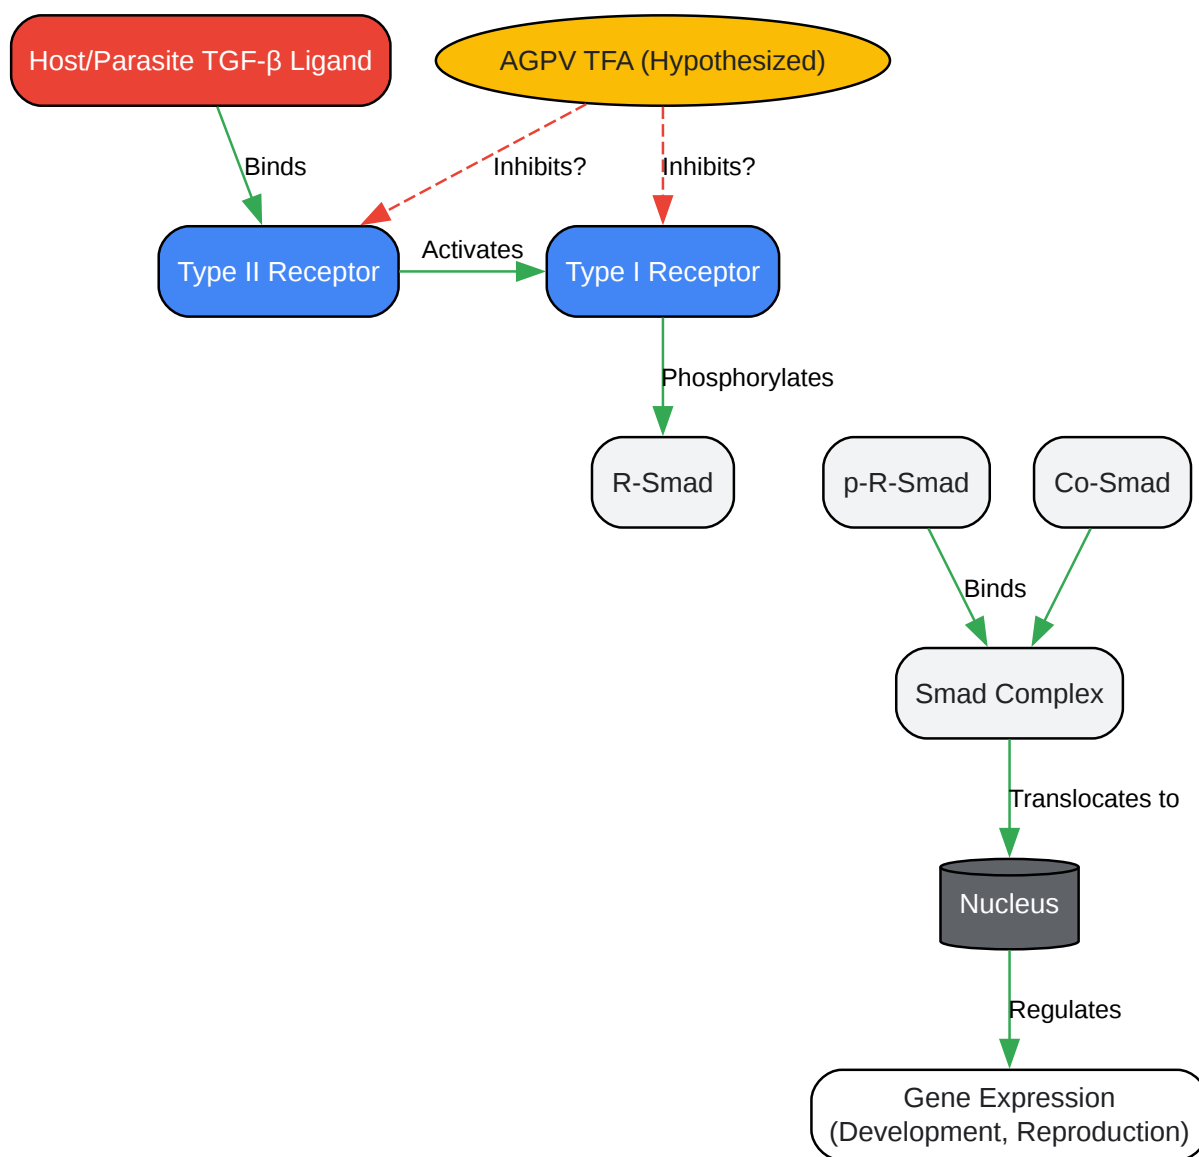 Host/Parasite TGF-β Ligand
AGPV TFA (Hypothesized)
Binds
Inhibits?
Inhibits?
Type II Receptor
Activates
Type I Receptor
Phosphorylates
R-Smad
p-R-Smad
Co-Smad
Binds
Smad Complex
Translocates to
Nucleus
Regulates
Gene Expression
(Development, Reproduction)